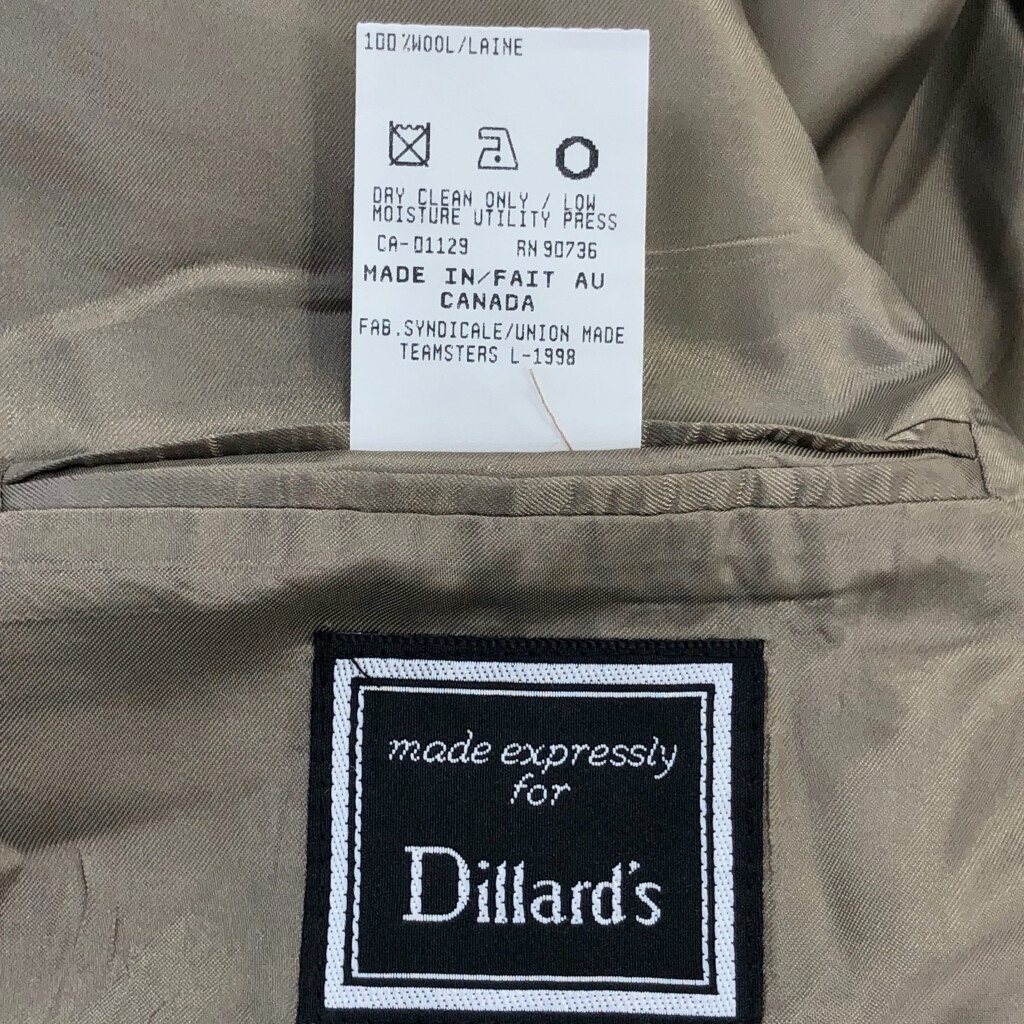 100%WOOL/LAINE
DRY CLEAN ONLY / LOW
MOISTURE UTILITY PRESS
CA-01129 RN 90736
MADE IN/FAIT AU
CANADA
FAB.SYNDICALE/UNION MADE
TEAMSTERS L-1998
made expressly
for
Dillard's